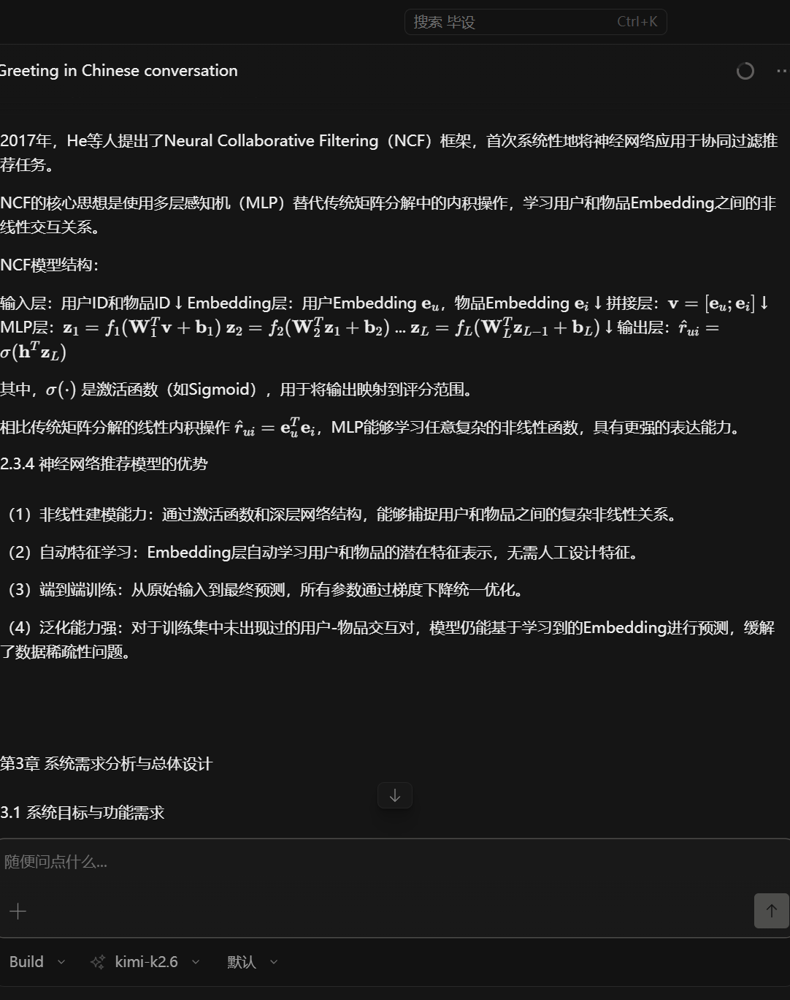 搜索 毕设 Ctrl+K
Greeting in Chinese conversation
2017年，He等人提出了Neural Collaborative Filtering（NCF）框架，首次系统性地将神经网络应用于协同过滤推
荐任务。
NCF的核心思想是使用多层感知机（MLP）替代传统矩阵分解中的内积操作，学习用户和物品Embedding之间的非
线性交互关系。
NCF模型结构：
输入层：用户ID和物品ID ↓ Embedding层：用户Embedding $\mathbf{e}_u$，物品Embedding $\mathbf{e}_i$ ↓ 拼接层：$\mathbf{v} = [\mathbf{e}_u; \mathbf{e}_i]$ ↓
MLP层：$\mathbf{z}_1 = f_1(\mathbf{W}_1^T \mathbf{v} + \mathbf{b}_1)$ $\mathbf{z}_2 = f_2(\mathbf{W}_2^T \mathbf{z}_1 + \mathbf{b}_2)$ ... $\mathbf{z}_L = f_L(\mathbf{W}_L^T \mathbf{z}_{L-1} + \mathbf{b}_L)$ ↓ 输出层：$\hat{r}_{ui} =$
$\sigma(\mathbf{h}^T \mathbf{z}_L)$
其中，$\sigma(\cdot)$ 是激活函数（如Sigmoid），用于将输出映射到评分范围。
相比传统矩阵分解的线性内积操作 $\hat{r}_{ui} = \mathbf{e}_u^T \mathbf{e}_i$，MLP能够学习任意复杂的非线性函数，具有更强的表达能力。
2.3.4 神经网络推荐模型的优势
（1）非线性建模能力：通过激活函数和深层网络结构，能够捕捉用户和物品之间的复杂非线性关系。
（2）自动特征学习：Embedding层自动学习用户和物品的潜在特征表示，无需人工设计特征。
（3）端到端训练：从原始输入到最终预测，所有参数通过梯度下降统一优化。
（4）泛化能力强：对于训练集中未出现过的用户-物品交互对，模型仍能基于学习到的Embedding进行预测，缓解
了数据稀疏性问题。
第3章 系统需求分析与总体设计
3.1 系统目标与功能需求
随便问点什么...
Build kimi-k2.6 默认